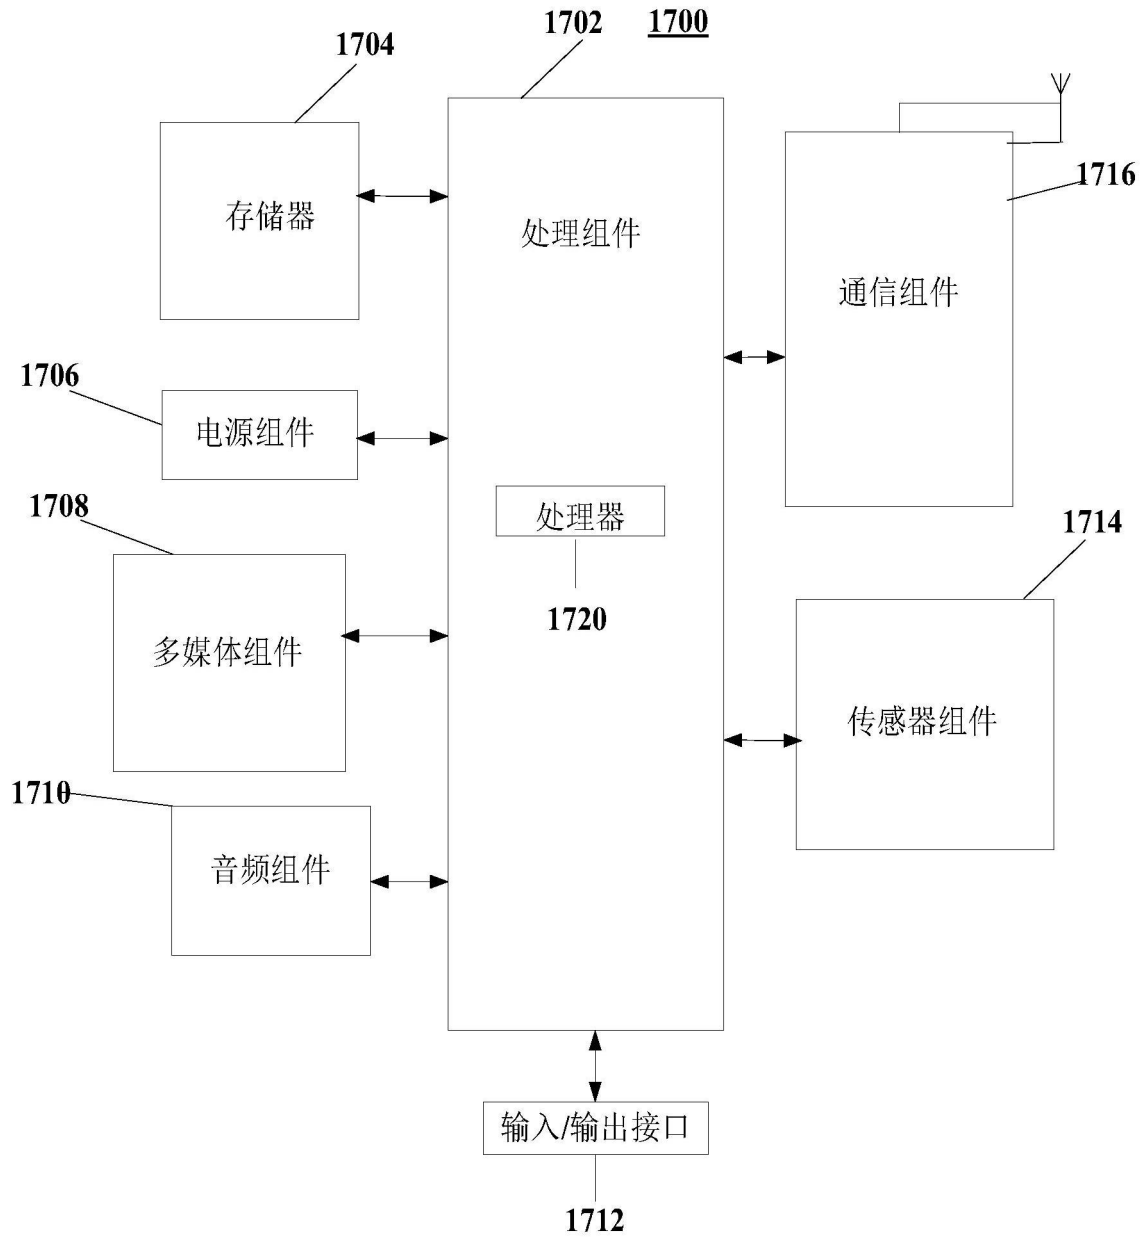 1702
1700
1704
存储器
处理组件
1716
通信组件
1706
电源组件
1708
处理器
1714
1720
多媒体组件
传感器组件
1710
音频组件
输入/输出接口
1712